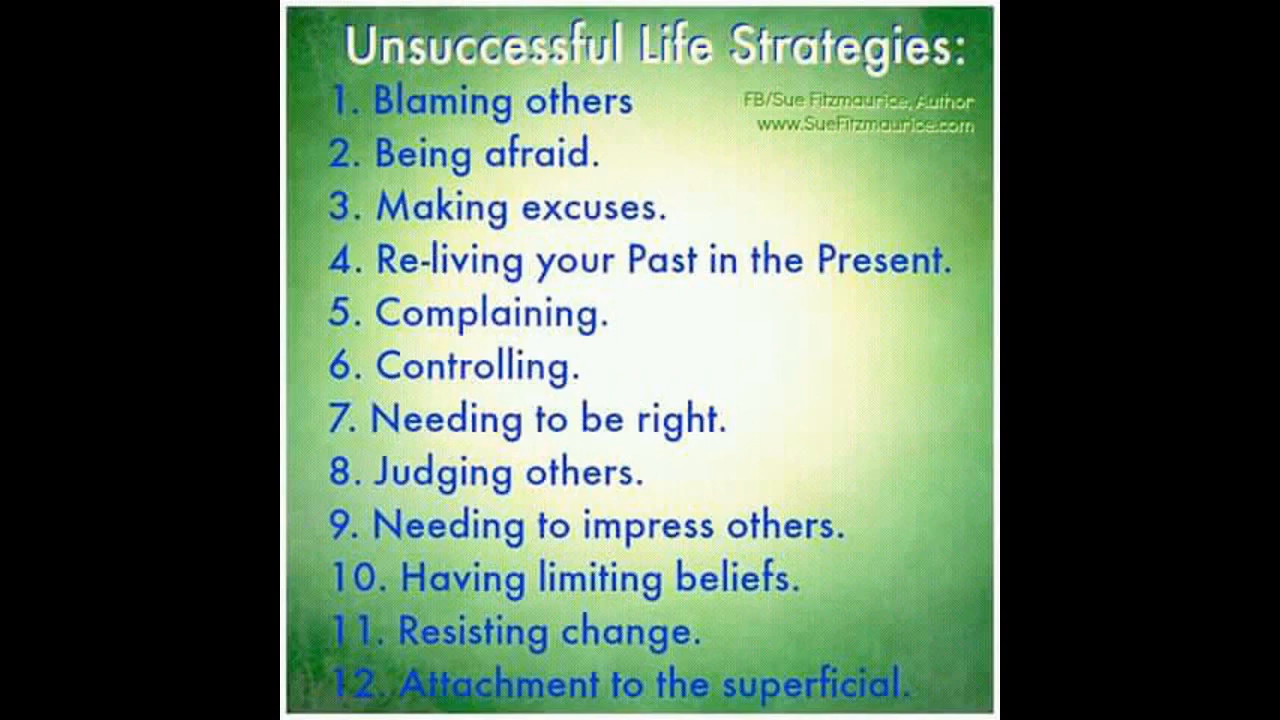 Unsuccessful Life Strategies:
1. Blaming others
FB/Sue Fitzmaurice, Author
www.SueFitzmaurice.com
2. Being afraid.
3. Making excuses.
4. Re-living your Past in the Present.
5. Complaining.
6. Controlling.
7. Needing to be right.
8. Judging others.
9. Needing to impress others.
10. Having limiting beliefs.
11. Resisting change.
12. Attachment to the superficial.